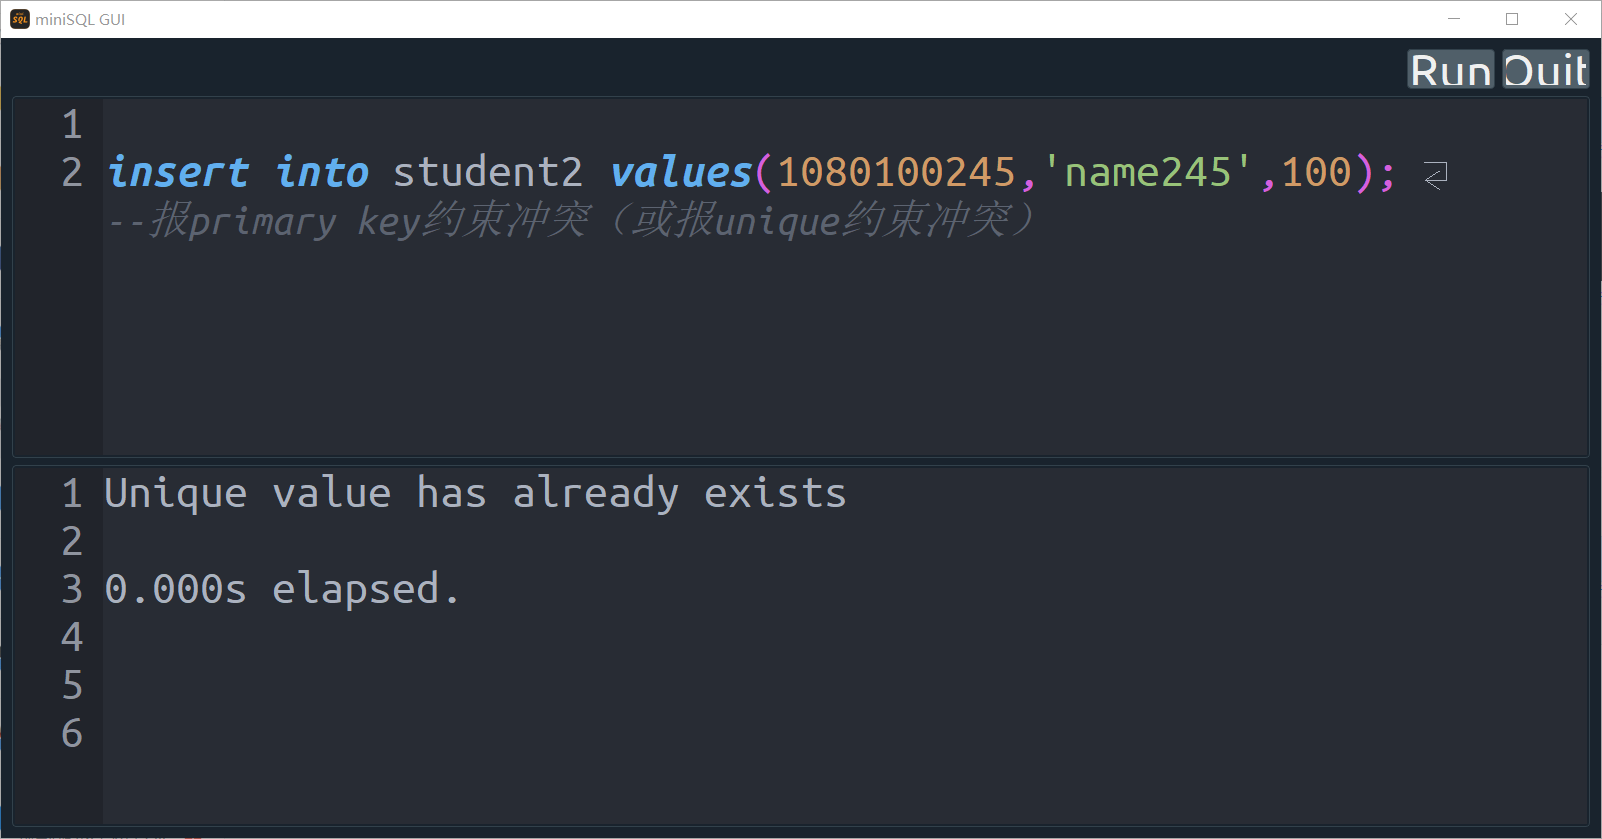 miniSQL GUI
Run Quit
1
2 insert into student2 values(1080100245,'name245',100);
--报primary key约束冲突（或报unique约束冲突）
1 Unique value has already exists
2
3 0.000s elapsed.
4
5
6